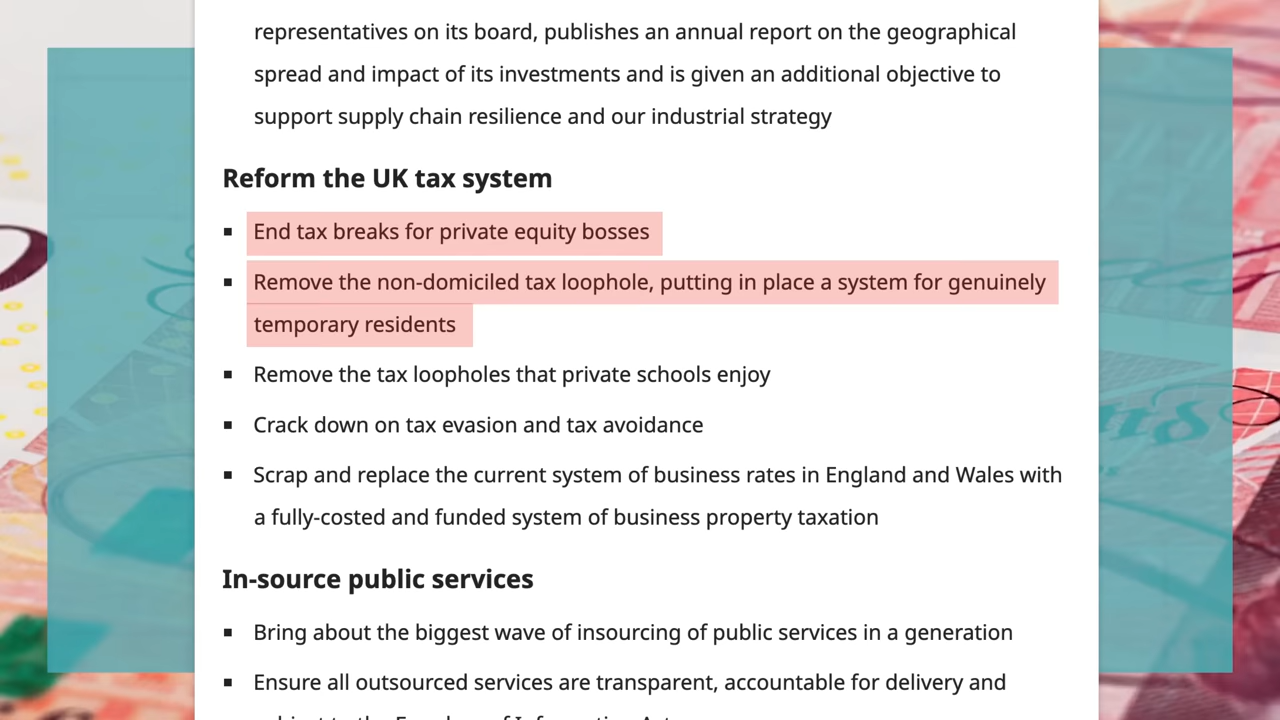 representatives on its board, publishes an annual report on the geographical
spread and impact of its investments and is given an additional objective to
support supply chain resilience and our industrial strategy
Reform the UK tax system
▪ End tax breaks for private equity bosses
▪ Remove the non-domiciled tax loophole, putting in place a system for genuinely
temporary residents
▪ Remove the tax loopholes that private schools enjoy
▪ Crack down on tax evasion and tax avoidance
▪ Scrap and replace the current system of business rates in England and Wales with
a fully-costed and funded system of business property taxation
In-source public services
▪ Bring about the biggest wave of insourcing of public services in a generation
▪ Ensure all outsourced services are transparent, accountable for delivery and